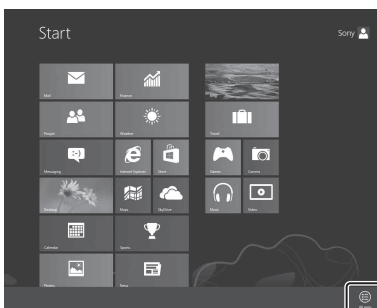 Start
Sony
Mail
Finance
People
Weather
Travel
Messaging
Internet Explorer
Store
Games
Camera
Desktop
Maps
SkyDrive
Music
Video
Calendar
Sports
Photos
News
All apps